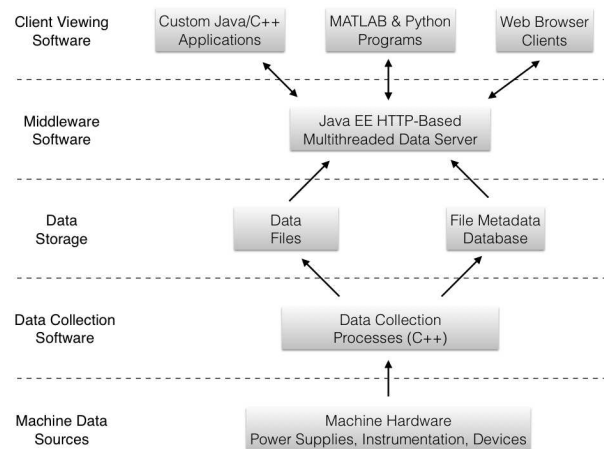 Client Viewing
Software
Custom Java/C++
Applications
MATLAB & Python
Programs
Web Browser
Clients
Middleware
Software
Java EE HTTP-Based
Multithreaded Data Server
Data
Storage
Data
Files
File Metadata
Database
Data Collection
Software
Data Collection
Processes (C++)
Machine Data
Sources
Machine Hardware
Power Supplies, Instrumentation, Devices